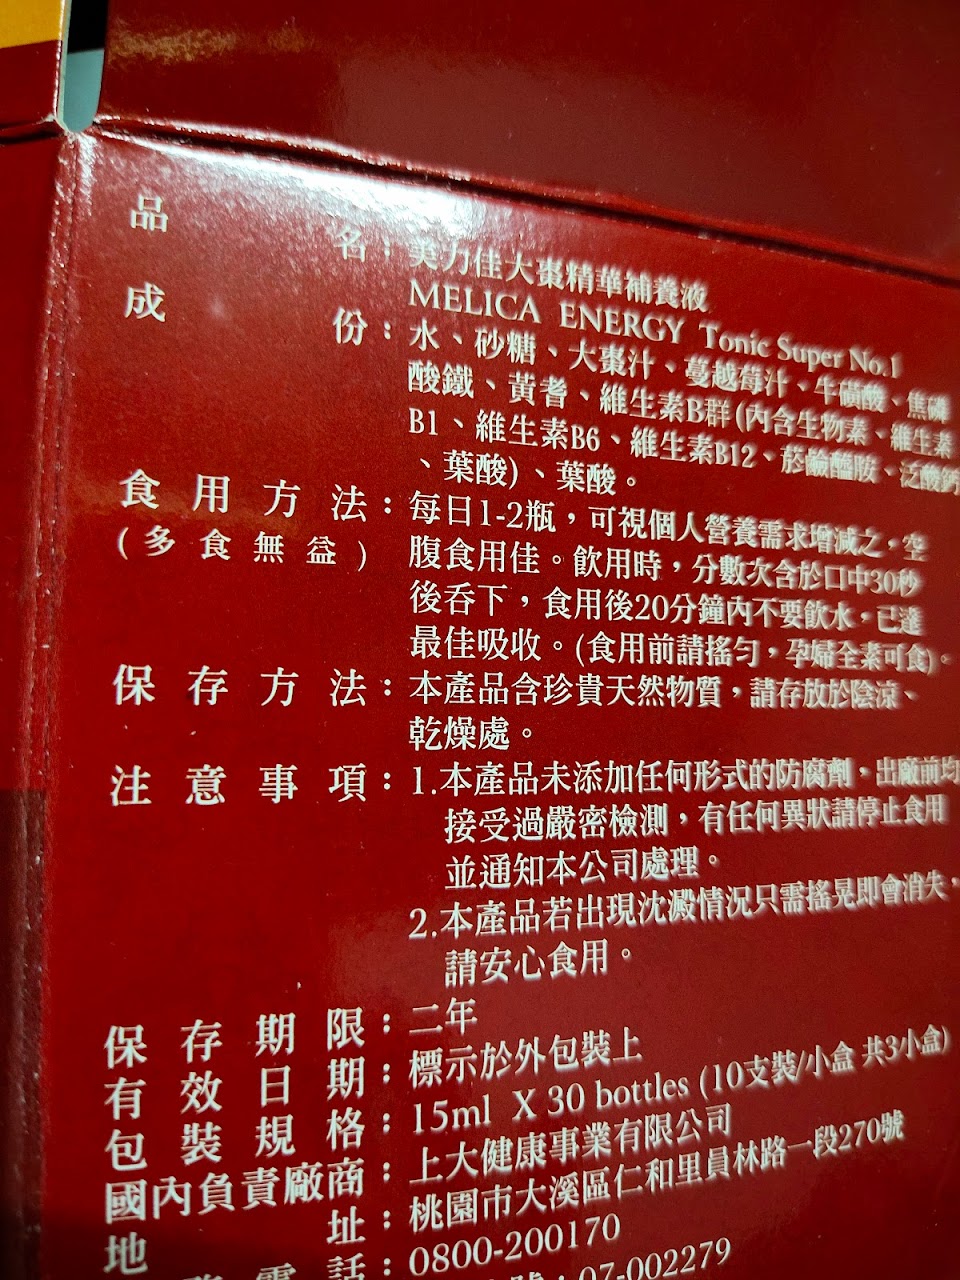 品名：美力佳大棗精華補養液
MELICA ENERGY Tonic Super No.1
成份：水、砂糖、大棗汁、蔓越莓汁、牛磺酸、焦磷
酸鐵、黃耆、維生素B群(內含生物素、維生素
B1、維生素B6、維生素B12、菸鹼醯胺、泛酸鈣
、葉酸)、葉酸。
食用方法：每日1-2瓶，可視個人營養需求增減之，空
(多食無益) 腹食用佳。飲用時，分數次含於口中30秒
後吞下，食用後20分鐘內不要飲水，已達
最佳吸收。(食用前請搖勻，孕婦全素可食)。
保存方法：本產品含珍貴天然物質，請存放於陰涼、
乾燥處。
注意事項：1.本產品未添加任何形式的防腐劑，出廠前均
接受過嚴密檢測，有任何異狀請停止食用
並通知本公司處理。
2.本產品若出現沈澱情況只需搖晃即會消失，
請安心食用。
保存期限：二年
有效日期：標示於外包裝上
包裝規格：15ml X 30 bottles (10支裝/小盒 共3小盒)
國內負責廠商：上大健康事業有限公司
地址：桃園市大溪區仁和里員林路一段270號
電話：0800-200170
號：07-002279